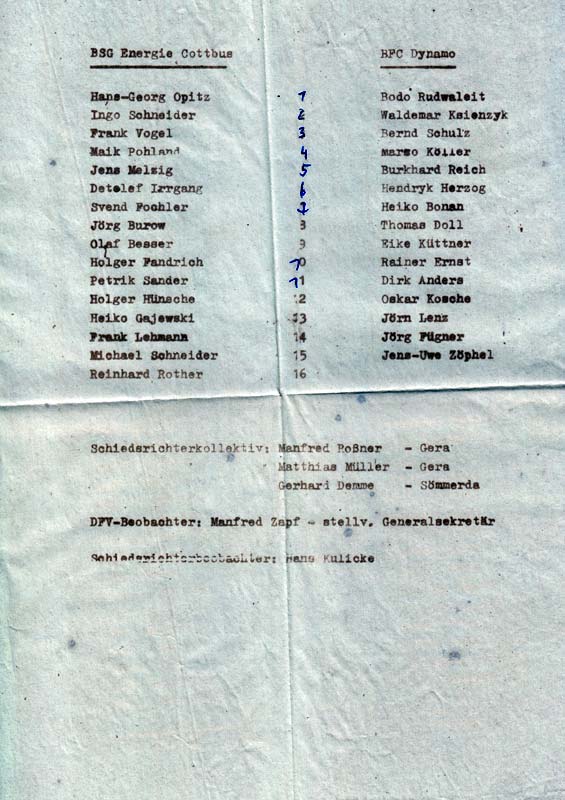 BSG Energie Cottbus BFC Dynamo
Hans-Georg Opitz 1 Bodo Rudwaleit
Ingo Schneider 2 Waldemar Ksienzyk
Frank Vogel 3 Bernd Schulz
Maik Pohland 4 Marco Köller
Jens Melzig 5 Burkhard Reich
Detelef Irrgang 6 Hendryk Herzog
Svend Fochler 7 Heiko Bonan
Jörg Burow 8 Thomas Doll
Olaf Besser 9 Eike Küttner
Holger Fandrich 10 Rainer Ernst
Petrik Sander 11 Dirk Anders
Holger Hünsche 12 Oskar Kosche
Heiko Gajewski 13 Jörn Lenz
Frank Lehmann 14 Jörg Fügner
Michael Schneider 15 Jens-Uwe Zöphel
Reinhard Rother 16
Schiedsrichterkollektiv: Manfred Roßner - Gera
Matthias Müller - Gera
Gerhard Demme - Sömmerda
DFV-Beobachter: Manfred Zapf - stellv. Generalsekretär
Schiedsrichterbeobachter: Hans Kulicke